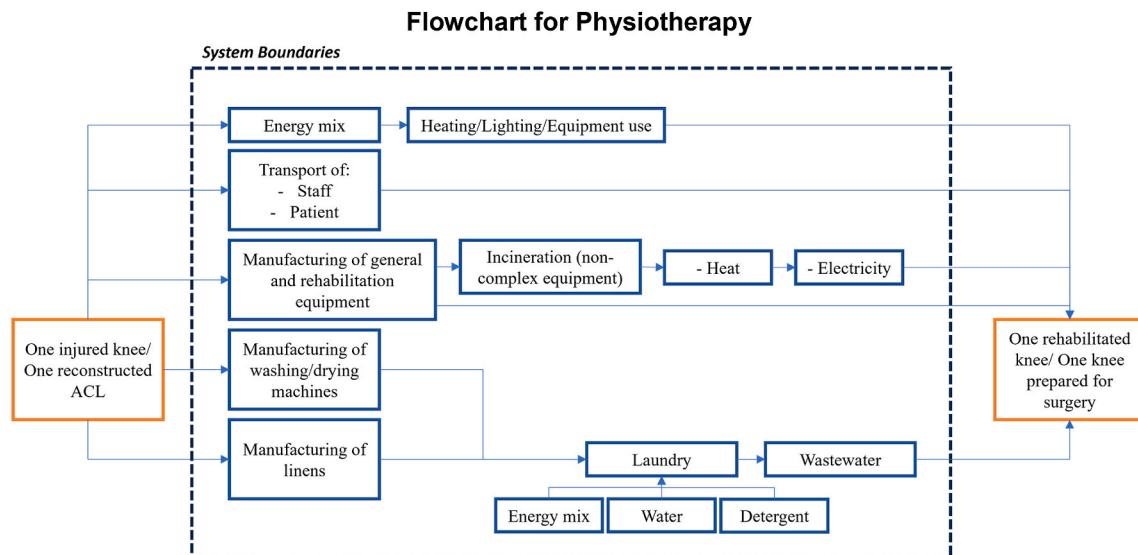 Flowchart for Physiotherapy
System Boundaries
Energy mix
Heating/Lighting/Equipment use
Transport of:
- Staff
- Patient
Manufacturing of general
and rehabilitation
equipment
Incineration (non-
complex equipment)
- Heat
- Electricity
One injured knee/
One reconstructed
ACL
Manufacturing of
washing/drying
machines
One rehabilitated
knee/ One knee
prepared for
surgery
Manufacturing of
linens
Laundry
Wastewater
Energy mix
Water
Detergent